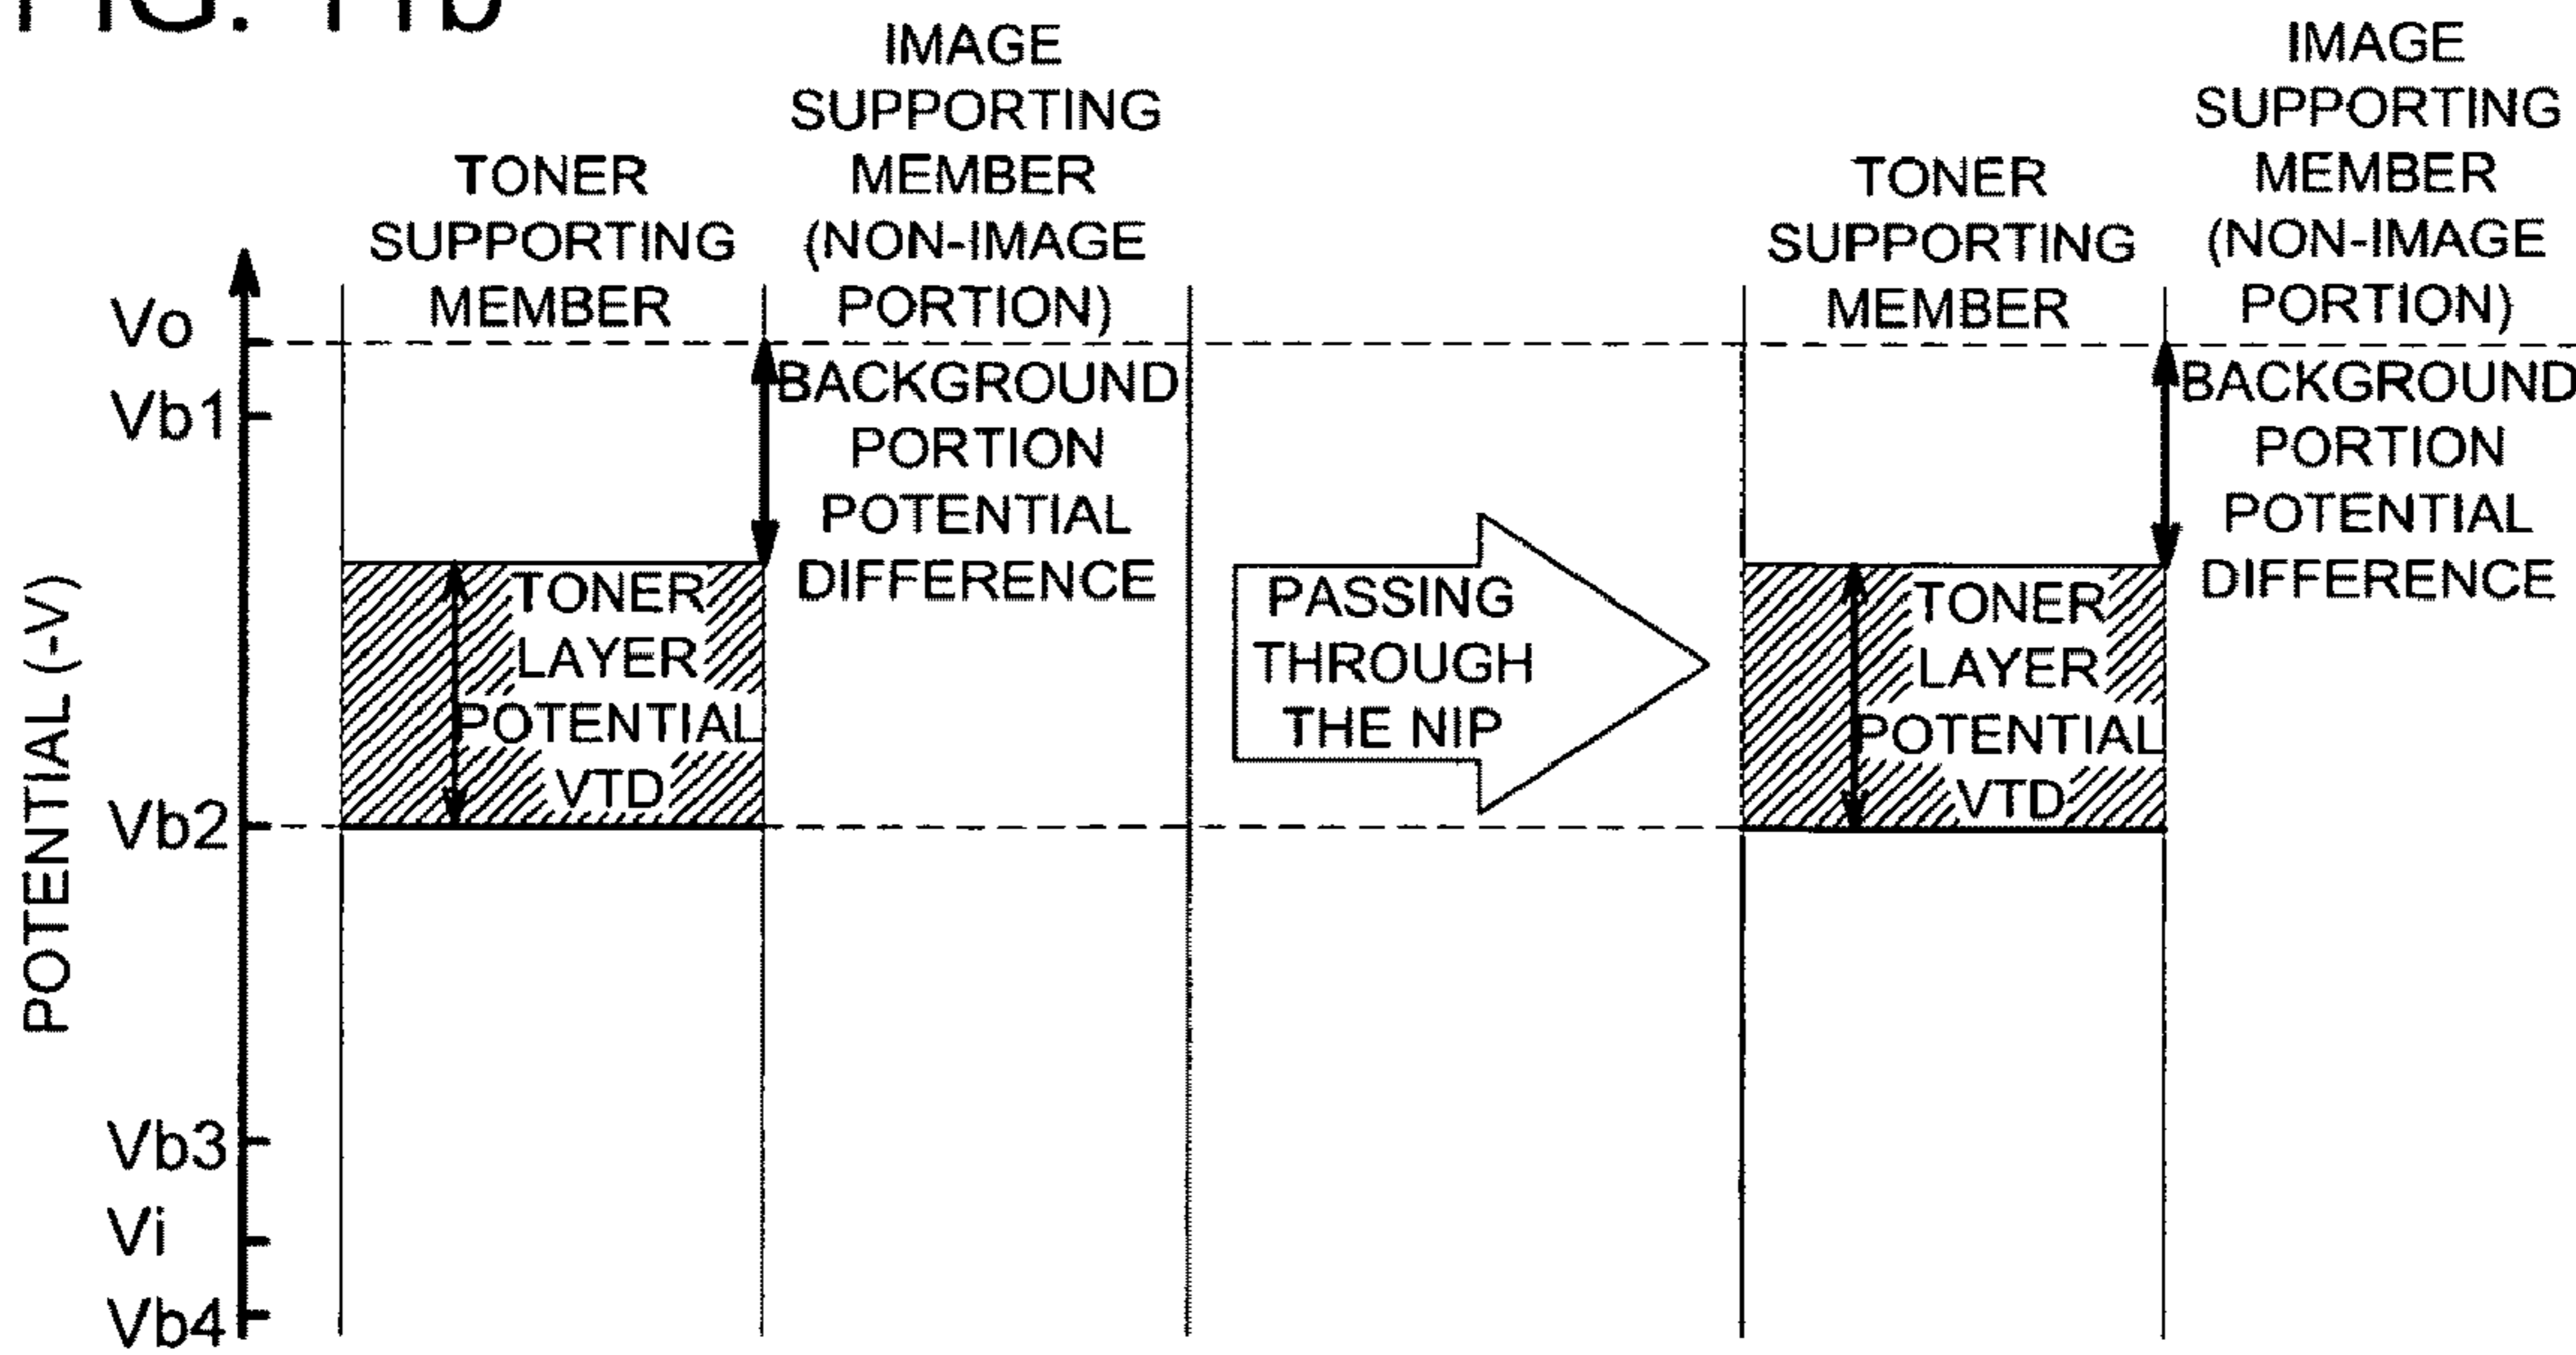 FIG. 11b
TONER
SUPPORTING
MEMBER
IMAGE
SUPPORTING
MEMBER
(NON-IMAGE
PORTION)
TONER
SUPPORTING
MEMBER
IMAGE
SUPPORTING
MEMBER
(NON-IMAGE
PORTION)
POTENTIAL (-V)
Vo
Vb1
Vb2
Vb3
Vi
Vb4
BACKGROUND
PORTION
POTENTIAL
DIFFERENCE
TONER
LAYER
POTENTIAL
VTD
PASSING
THROUGH
THE NIP
BACKGROUND
PORTION
POTENTIAL
DIFFERENCE
TONER
LAYER
POTENTIAL
VTD